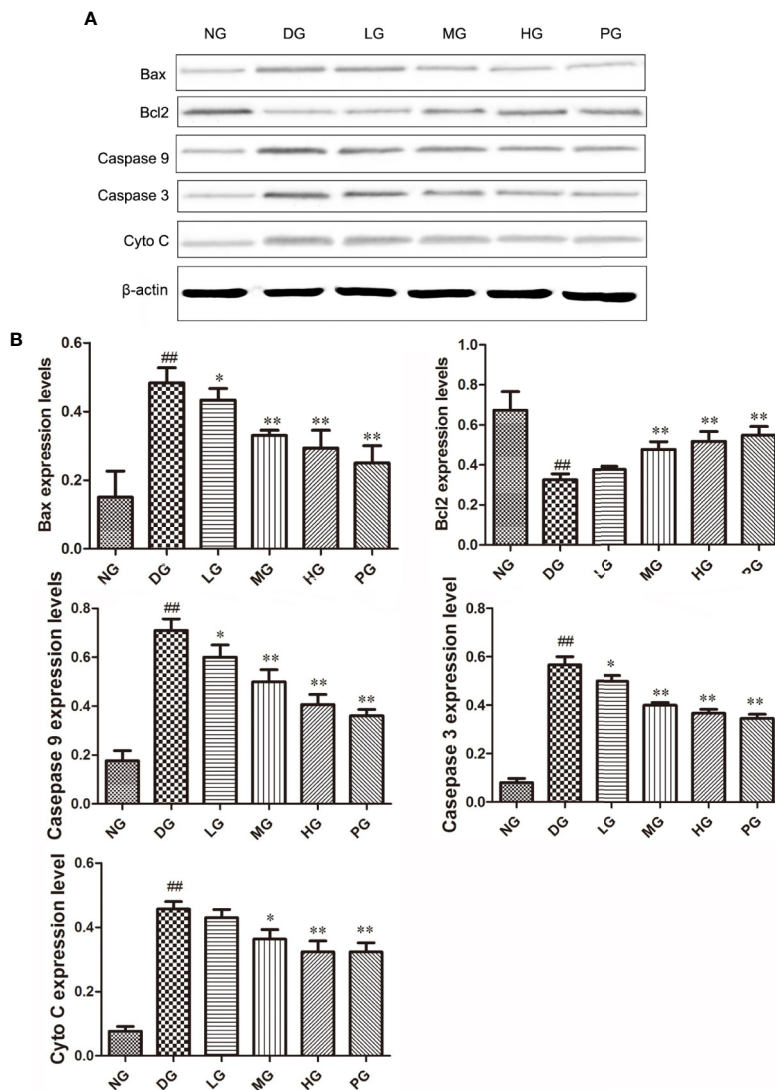 A
NG DG LG MG HG PG
Bax
Bcl2
Caspase 9
Caspase 3
Cyto C
β-actin
B
Bax expression levels
0.6
0.4
0.2
0.0
##
*
**
**
**
NG DG LG MG HG PG
Bcl2 expression levels
1.0
0.8
0.6
0.4
0.2
0.0
##
**
**
**
NG DG LG MG HG PG
Casepase 9 expression level
0.8
0.6
0.4
0.2
0.0
##
*
**
**
**
NG DG LG MG HG PG
Casepase 3 expression level
0.8
0.6
0.4
0.2
0.0
##
*
**
**
**
NG DG LG MG HG PG
Cyto C expression level
0.6
0.4
0.2
0.0
##
*
**
**
NG DG LG MG HG PG